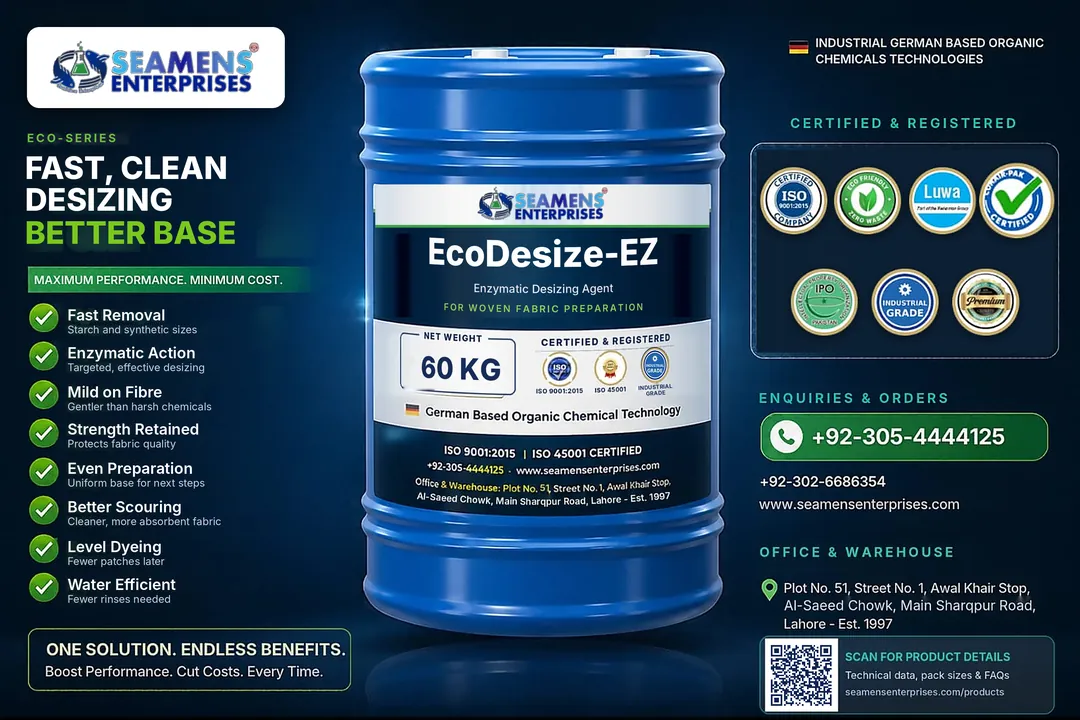 SEAMENS
ENTERPRISES
ECO-SERIES
FAST, CLEAN
DESIZING
BETTER BASE
MAXIMUM PERFORMANCE. MINIMUM COST.
Fast Removal
Starch and synthetic sizes
Enzymatic Action
Targeted, effective desizing
Mild on Fibre
Gentler than harsh chemicals
Strength Retained
Protects fabric quality
Even Preparation
Uniform base for next steps
Better Scouring
Cleaner, more absorbent fabric
Level Dyeing
Fewer patches later
Water Efficient
Fewer rinses needed
ONE SOLUTION. ENDLESS BENEFITS.
Boost Performance. Cut Costs. Every Time.
SEAMENS
ENTERPRISES
EcoDesize-EZ
Enzymatic Desizing Agent
FOR WOVEN FABRIC PREPARATION
NET WEIGHT
60 KG
CERTIFIED & REGISTERED
ISO
INDUSTRIAL
GRADE
ISO 9001:2015
ISO 45001
INDUSTRIAL
GRADE
German Based Organic Chemical Technology
ISO 9001:2015 | ISO 45001 CERTIFIED
+92-305-4444125 · www.seamensenterprises.com
Office & Warehouse: Plot No. 51, Street No. 1, Awal Khair Stop,
Al-Saeed Chowk, Main Sharqpur Road, Lahore - Est. 1997
INDUSTRIAL GERMAN BASED ORGANIC
CHEMICALS TECHNOLOGIES
CERTIFIED & REGISTERED
CERTIFIED
ISO
9001:2015
COMPANY
ECO FRIENDLY
ZERO WASTE
Luwa
CERTIFIED
IPO
PAKISTAN
INDUSTRIAL
GRADE
Premium
ENQUIRIES & ORDERS
+92-305-4444125
+92-302-6686354
www.seamensenterprises.com
OFFICE & WAREHOUSE
Plot No. 51, Street No. 1, Awal Khair Stop,
Al-Saeed Chowk, Main Sharqpur Road,
Lahore - Est. 1997
SCAN FOR PRODUCT DETAILS
Technical data, pack sizes & FAQs
seamensenterprises.com/products